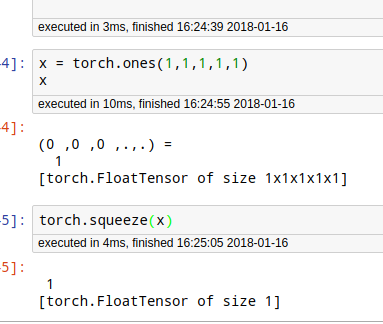 executed in 3ms, finished 16:24:39 2018-01-16
4]: x = torch.ones(1,1,1,1,1)
x
executed in 10ms, finished 16:24:55 2018-01-16
4]:
(0 ,0 ,0 ,.,.) =
1
[torch.FloatTensor of size 1x1x1x1x1]
5]: torch.squeeze(x)
executed in 4ms, finished 16:25:05 2018-01-16
5]:
1
[torch.FloatTensor of size 1]